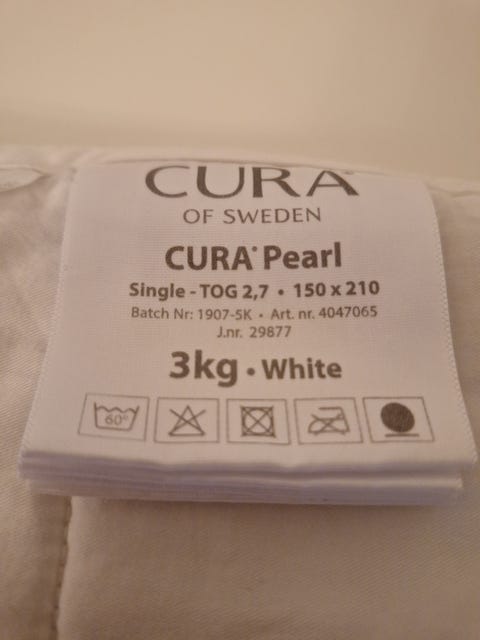 CURA
OF SWEDEN
CURA® Pearl
Single - TOG 2,7 • 150 x 210
Batch Nr: 1907-5K • Art. nr. 4047065
J.nr. 29877
3kg • White
60°